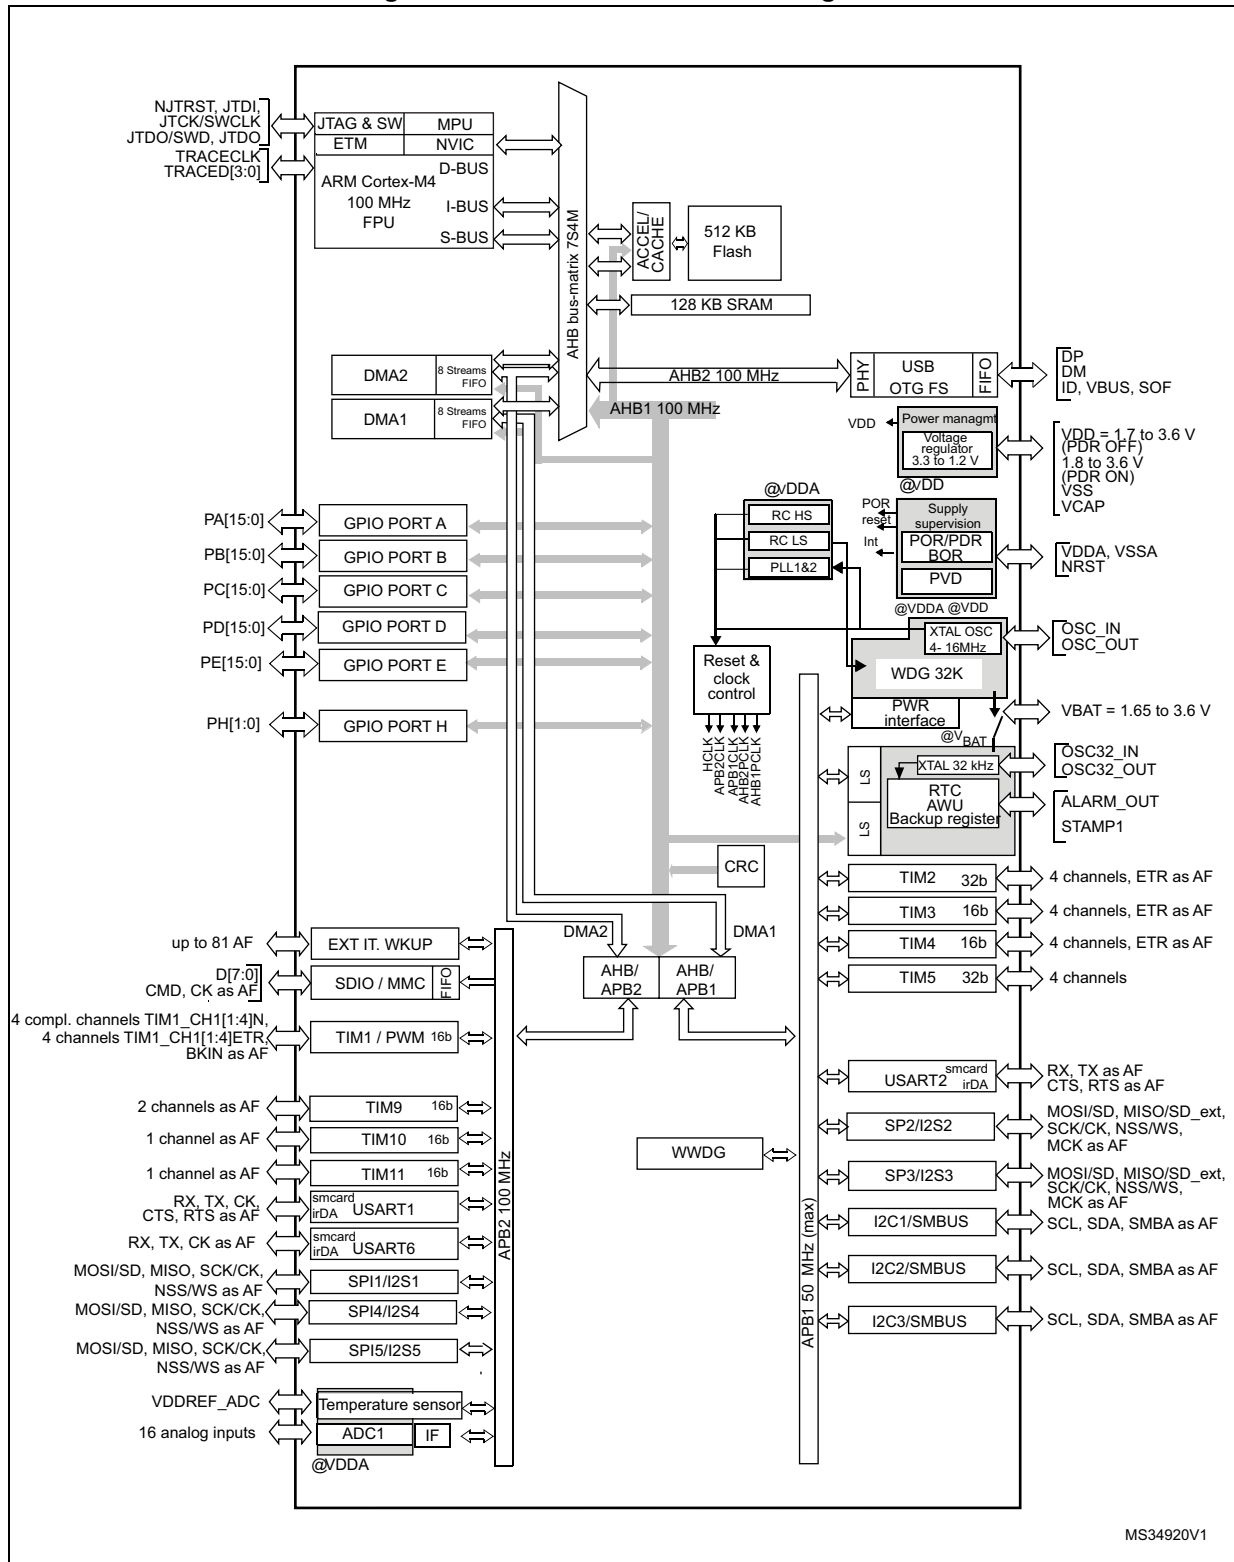 NJTRST, JTDI,
JTCK/SWCLK
JTDO/SWD, JTDO
TRACECLK
TRACED[3:0]
JTAG & SW
MPU
ETM
NVIC
D-BUS
ARM Cortex-M4
100 MHz
FPU
I-BUS
S-BUS
AHB bus-matrix 7S4M
ACCEL/
CACHE
512 KB
Flash
128 KB SRAM
DMA2
8 Streams
FIFO
DMA1
8 Streams
FIFO
AHB2 100 MHz
AHB1 100 MHz
PHY
USB
OTG FS
FIFO
DP
DM
ID, VBUS, SOF
VDD
Power managmt
Voltage
regulator
3.3 to 1.2 V
@VDD
VDD = 1.7 to 3.6 V
(PDR OFF)
1.8 to 3.6 V
(PDR ON)
VSS
VCAP
@VDDA
RC HS
RC LS
PLL1&2
POR
reset
Int
Supply
supervision
POR/PDR
BOR
PVD
VDDA, VSSA
NRST
@VDDA @VDD
XTAL OSC
4- 16MHz
WDG 32K
OSC_IN
OSC_OUT
PA[15:0]
GPIO PORT A
PB[15:0]
GPIO PORT B
PC[15:0]
GPIO PORT C
PD[15:0]
GPIO PORT D
PE[15:0]
GPIO PORT E
PH[1:0]
GPIO PORT H
Reset &
clock
control
HCLK
APB2CLK
APB1CLK
AHB2PCLK
AHB1PCLK
PWR
interface
VBAT = 1.65 to 3.6 V
@VBAT
LS
LS
XTAL 32 kHz
RTC
AWU
Backup register
OSC32_IN
OSC32_OUT
ALARM_OUT
STAMP1
CRC
DMA2
DMA1
AHB/
APB2
AHB/
APB1
TIM2 32b
4 channels, ETR as AF
TIM3 16b
4 channels, ETR as AF
TIM4 16b
4 channels, ETR as AF
TIM5 32b
4 channels
up to 81 AF
EXT IT. WKUP
D[7:0]
CMD, CK as AF
SDIO / MMC
FIFO
4 compl. channels TIM1_CH1[1:4]N,
4 channels TIM1_CH1[1:4]ETR,
BKIN as AF
TIM1 / PWM 16b
2 channels as AF
TIM9 16b
1 channel as AF
TIM10 16b
1 channel as AF
TIM11 16b
RX, TX, CK,
CTS, RTS as AF
smcard
irDA USART1
RX, TX, CK as AF
smcard
irDA USART6
MOSI/SD, MISO, SCK/CK,
NSS/WS as AF
SPI1/I2S1
MOSI/SD, MISO, SCK/CK,
NSS/WS as AF
SPI4/I2S4
MOSI/SD, MISO, SCK/CK,
NSS/WS as AF
SPI5/I2S5
VDDREF_ADC
Temperature sensor
16 analog inputs
ADC1
IF
@VDDA
APB2 100 MHz
WWDG
APB1 50 MHz (max)
USART2
smcard
irDA
RX, TX as AF
CTS, RTS as AF
SP2/I2S2
MOSI/SD, MISO/SD_ext,
SCK/CK, NSS/WS,
MCK as AF
SP3/I2S3
MOSI/SD, MISO/SD_ext,
SCK/CK, NSS/WS,
MCK as AF
I2C1/SMBUS
SCL, SDA, SMBA as AF
I2C2/SMBUS
SCL, SDA, SMBA as AF
I2C3/SMBUS
SCL, SDA, SMBA as AF
MS34920V1